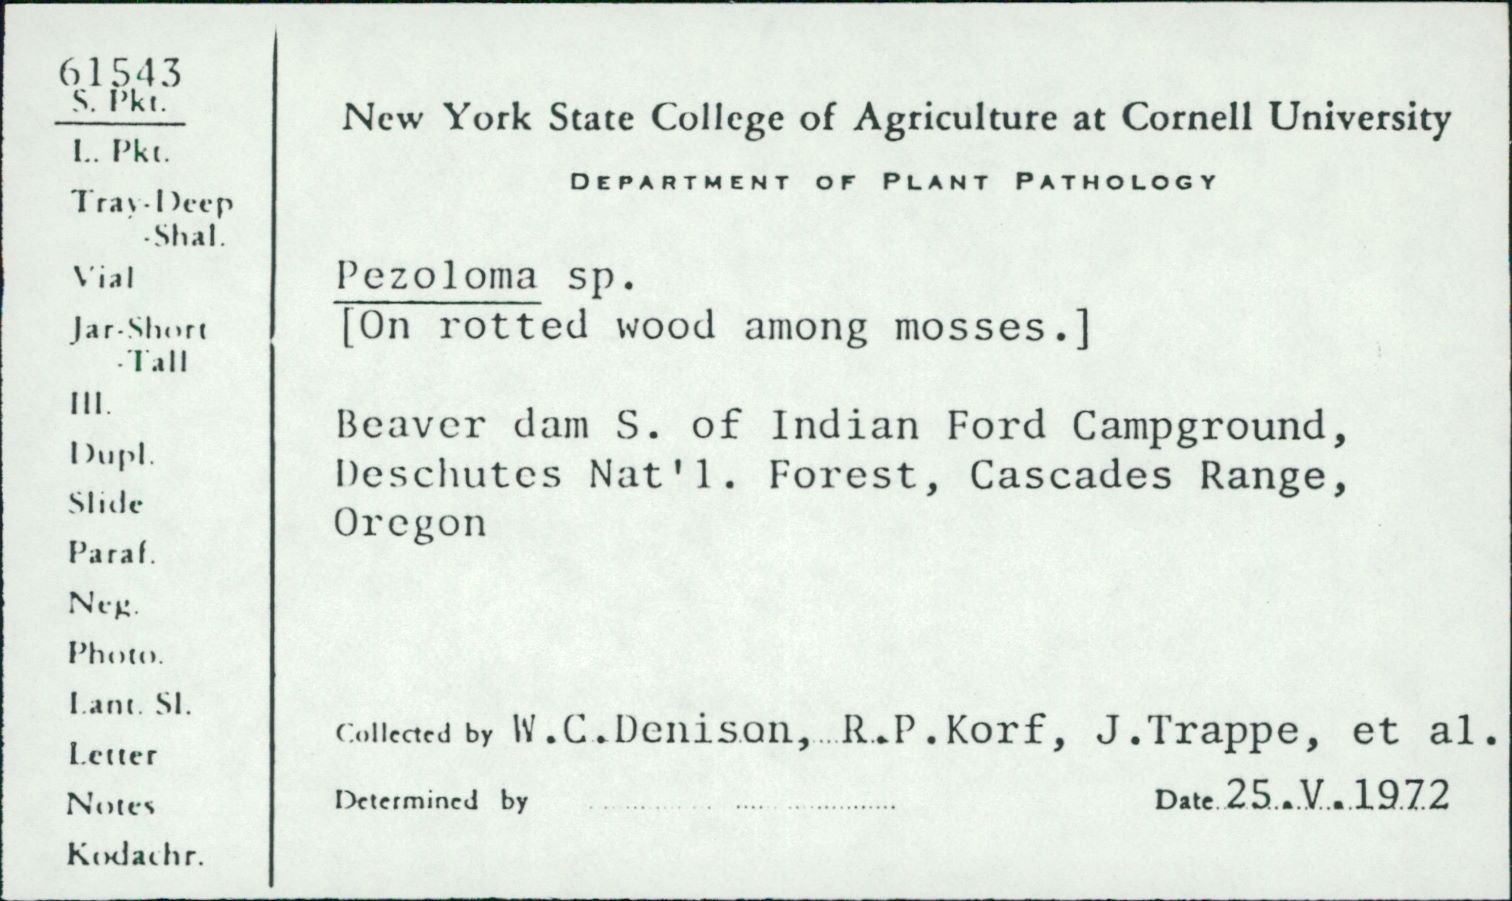 61543
S. Pkt.
L. Pkt.
Tray-Deep
-Shal.
Vial
Jar-Short
-Tall
Ill.
Dupl.
Slide
Paraf.
Neg.
Photo.
Lant. Sl.
Letter
Notes
Kodachr.
New York State College of Agriculture at Cornell University
DEPARTMENT OF PLANT PATHOLOGY
Pezoloma sp.
[On rotted wood among mosses.]
Beaver dam S. of Indian Ford Campground,
Deschutes Nat'l. Forest, Cascades Range,
Oregon
Collected by W.C.Denison, R.P.Korf, J.Trappe, et al.
Determined by
Date 25.V.1972